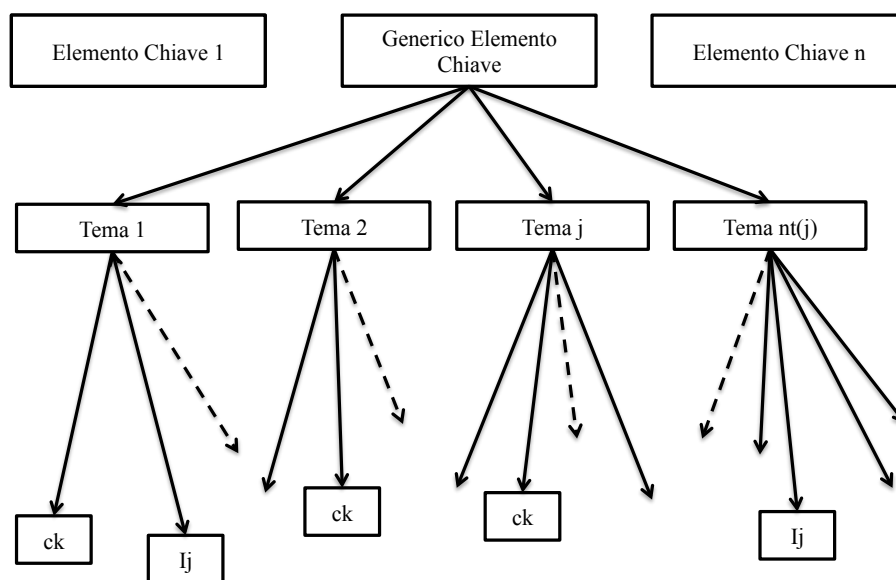 Elemento Chiave 1
Generico Elemento
Chiave
Elemento Chiave n
Tema 1
Tema 2
Tema j
Tema nt(j)
ck
Ij
ck
ck
Ij